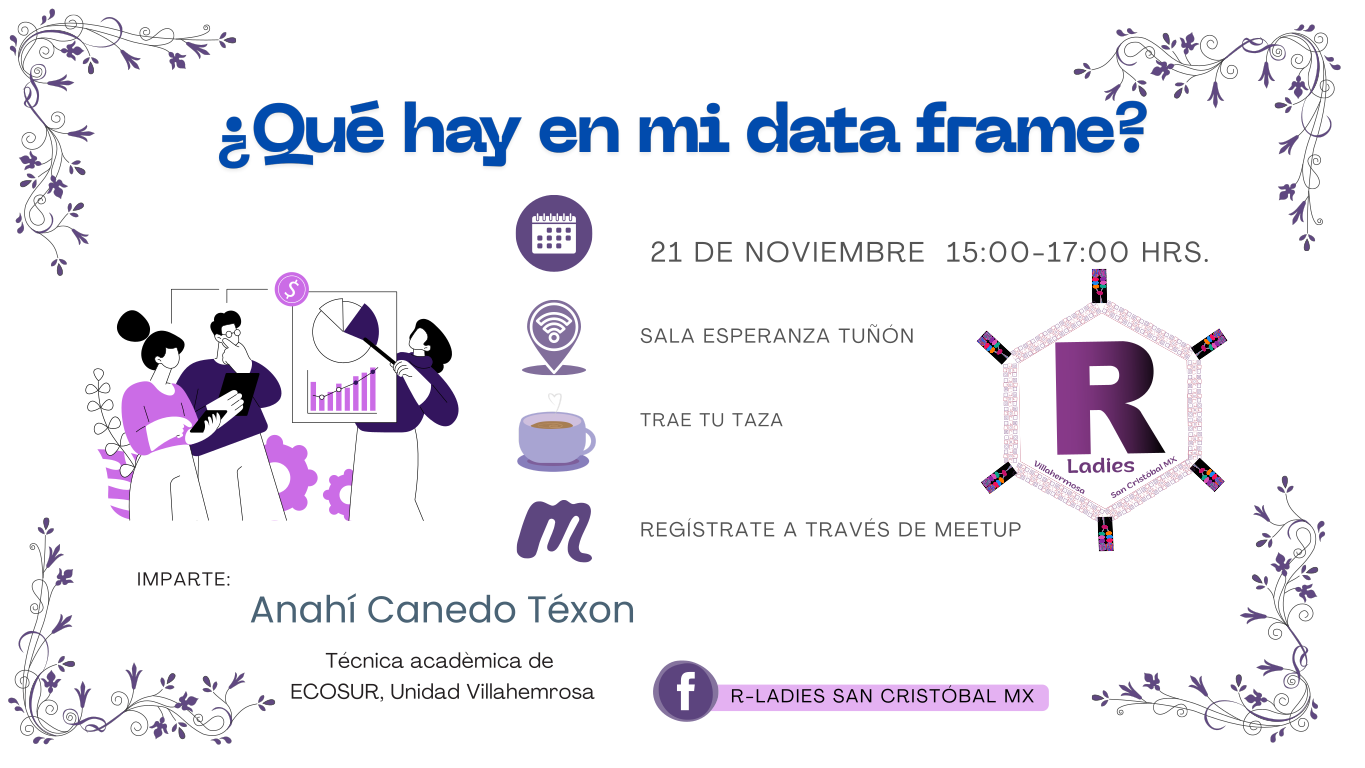 ¿Qué hay en mi data frame?
21 DE NOVIEMBRE 15:00-17:00 HRS.
$
SALA ESPERANZA TUÑÓN
TRAE TU TAZA
R
Ladies
Villahermosa
San Cristóbal MX
m
REGÍSTRATE A TRAVÉS DE MEETUP
IMPARTE:
Anahí Canedo Téxon
Técnica acadèmica de
ECOSUR, Unidad Villahemrosa
f
R-LADIES SAN CRISTÓBAL MX